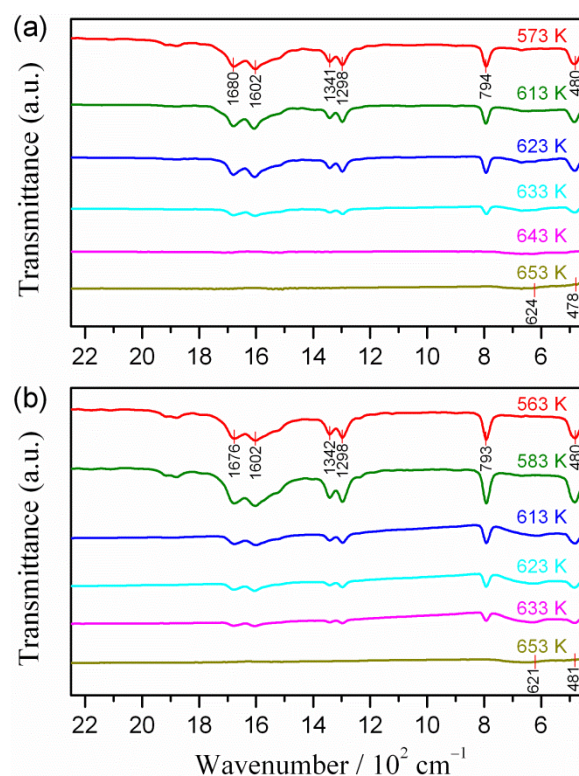 (a)
Transmittance (a.u.)
573 K
1680
1602
1341
1298
794
480
613 K
623 K
633 K
643 K
653 K
624
478
22 20 18 16 14 12 10 8 6
(b)
Transmittance (a.u.)
563 K
1676
1602
1342
1298
793
480
583 K
613 K
623 K
633 K
653 K
621
481
22 20 18 16 14 12 10 8 6
Wavenumber / 10² cm⁻¹